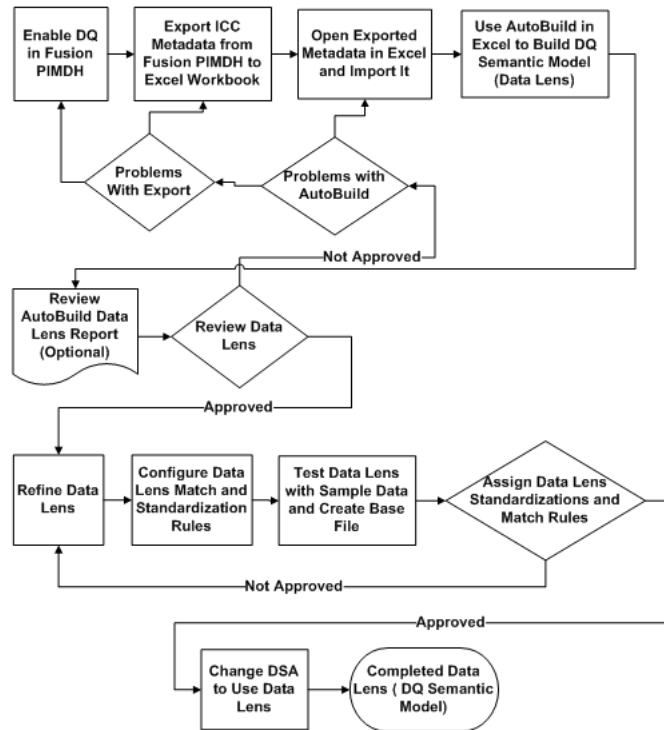 Enable DQ
in Fusion
PIMDH
Export ICC
Metadata from
Fusion PIMDH to
Excel Workbook
Open Exported
Metadata in Excel
and Import It
Use AutoBuild in
Excel to Build DQ
Semantic Model
(Data Lens)
Problems
With Export
Problems with
AutoBuild
Not Approved
Review
AutoBuild Data
Lens Report
(Optional)
Review Data
Lens
Approved
Refine Data
Lens
Configure Data
Lens Match and
Standardization
Rules
Test Data Lens
with Sample Data
and Create Base
File
Assign Data Lens
Standardizations and
Match Rules
Not Approved
Approved
Change DSA
to Use Data
Lens
Completed Data
Lens ( DQ Semantic
Model)